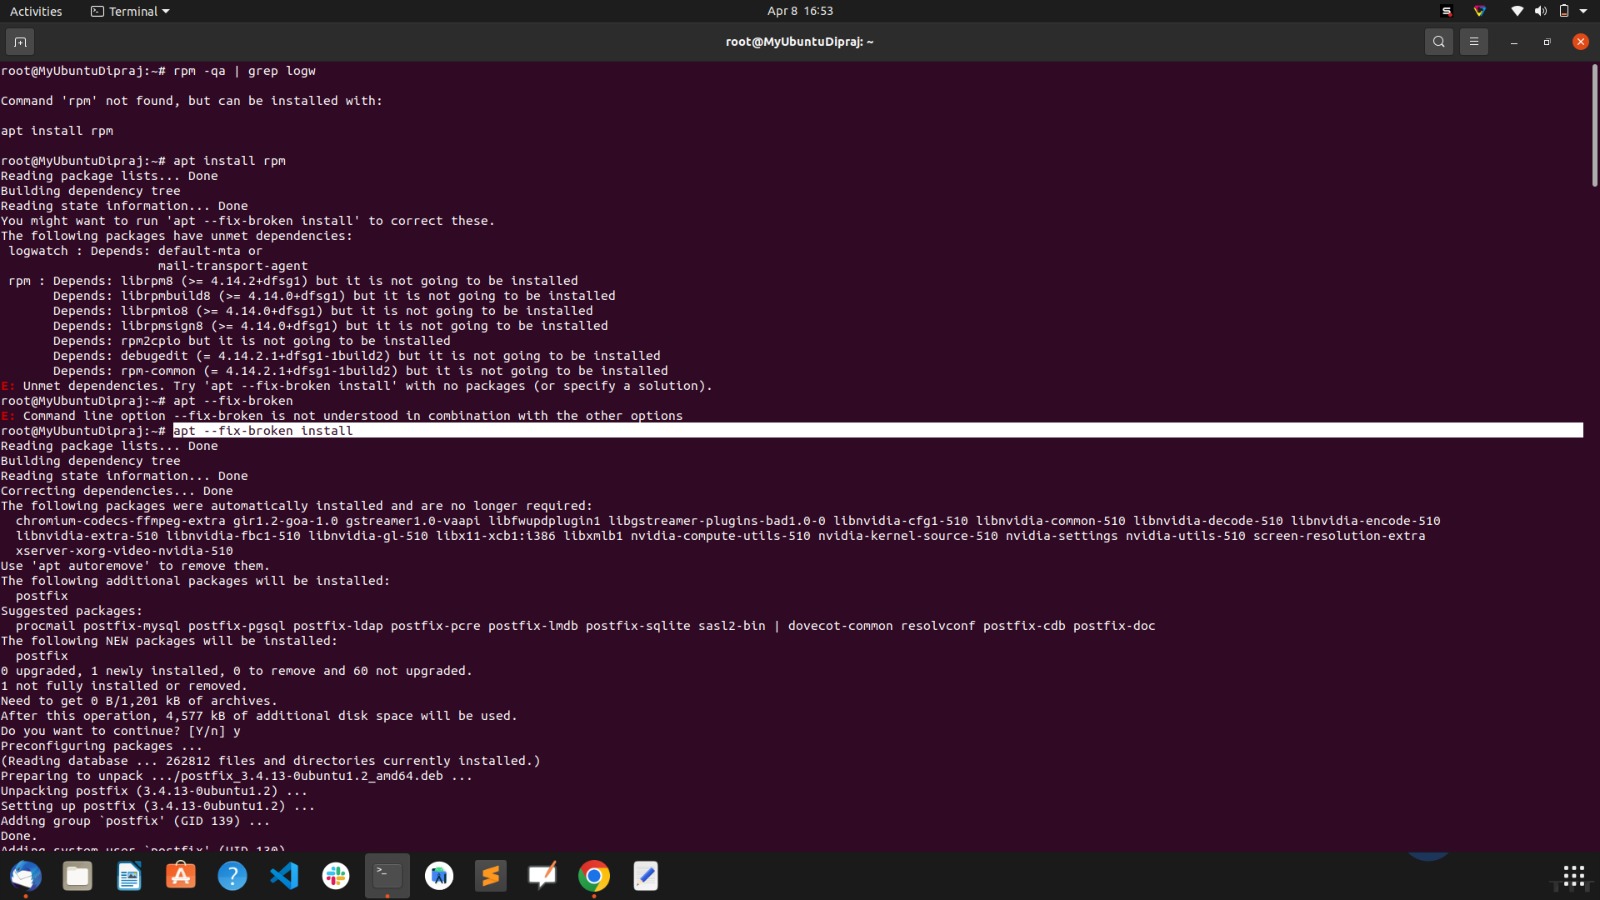 Activities
Terminal
Apr 8 16:53
root@MyUbuntuDipraj: ~
root@MyUbuntuDipraj:~# rpm -qa | grep logw
Command 'rpm' not found, but can be installed with:
apt install rpm
root@MyUbuntuDipraj:~# apt install rpm
Reading package lists... Done
Building dependency tree
Reading state information... Done
You might want to run 'apt --fix-broken install' to correct these.
The following packages have unmet dependencies:
 logwatch : Depends: default-mta or
                     mail-transport-agent
 rpm : Depends: librpm8 (>= 4.14.2+dfsg1) but it is not going to be installed
       Depends: librpmbuild8 (>= 4.14.0+dfsg1) but it is not going to be installed
       Depends: librpmio8 (>= 4.14.0+dfsg1) but it is not going to be installed
       Depends: librpmsign8 (>= 4.14.0+dfsg1) but it is not going to be installed
       Depends: rpm2cpio but it is not going to be installed
       Depends: debugedit (= 4.14.2.1+dfsg1-1build2) but it is not going to be installed
       Depends: rpm-common (= 4.14.2.1+dfsg1-1build2) but it is not going to be installed
E: Unmet dependencies. Try 'apt --fix-broken install' with no packages (or specify a solution).
root@MyUbuntuDipraj:~# apt --fix-broken
E: Command line option --fix-broken is not understood in combination with the other options
root@MyUbuntuDipraj:~# apt --fix-broken install
Reading package lists... Done
Building dependency tree
Reading state information... Done
Correcting dependencies... Done
The following packages were automatically installed and are no longer required:
  chromium-codecs-ffmpeg-extra gir1.2-goa-1.0 gstreamer1.0-vaapi libfwupdplugin1 libgstreamer-plugins-bad1.0-0 libnvidia-cfg1-510 libnvidia-common-510 libnvidia-decode-510 libnvidia-encode-510
  libnvidia-extra-510 libnvidia-fbc1-510 libnvidia-gl-510 libx11-xcb1:i386 libxmlb1 nvidia-compute-utils-510 nvidia-kernel-source-510 nvidia-settings nvidia-utils-510 screen-resolution-extra
  xserver-xorg-video-nvidia-510
Use 'apt autoremove' to remove them.
The following additional packages will be installed:
  postfix
Suggested packages:
  procmail postfix-mysql postfix-pgsql postfix-ldap postfix-pcre postfix-lmdb postfix-sqlite sasl2-bin | dovecot-common resolvconf postfix-cdb postfix-doc
The following NEW packages will be installed:
  postfix
0 upgraded, 1 newly installed, 0 to remove and 60 not upgraded.
1 not fully installed or removed.
Need to get 0 B/1,201 kB of archives.
After this operation, 4,577 kB of additional disk space will be used.
Do you want to continue? [Y/n] y
Preconfiguring packages ...
(Reading database ... 262812 files and directories currently installed.)
Preparing to unpack .../postfix_3.4.13-0ubuntu1.2_amd64.deb ...
Unpacking postfix (3.4.13-0ubuntu1.2) ...
Setting up postfix (3.4.13-0ubuntu1.2) ...
Adding group `postfix' (GID 139) ...
Done.
Adding system user `postfix' (UID 130)